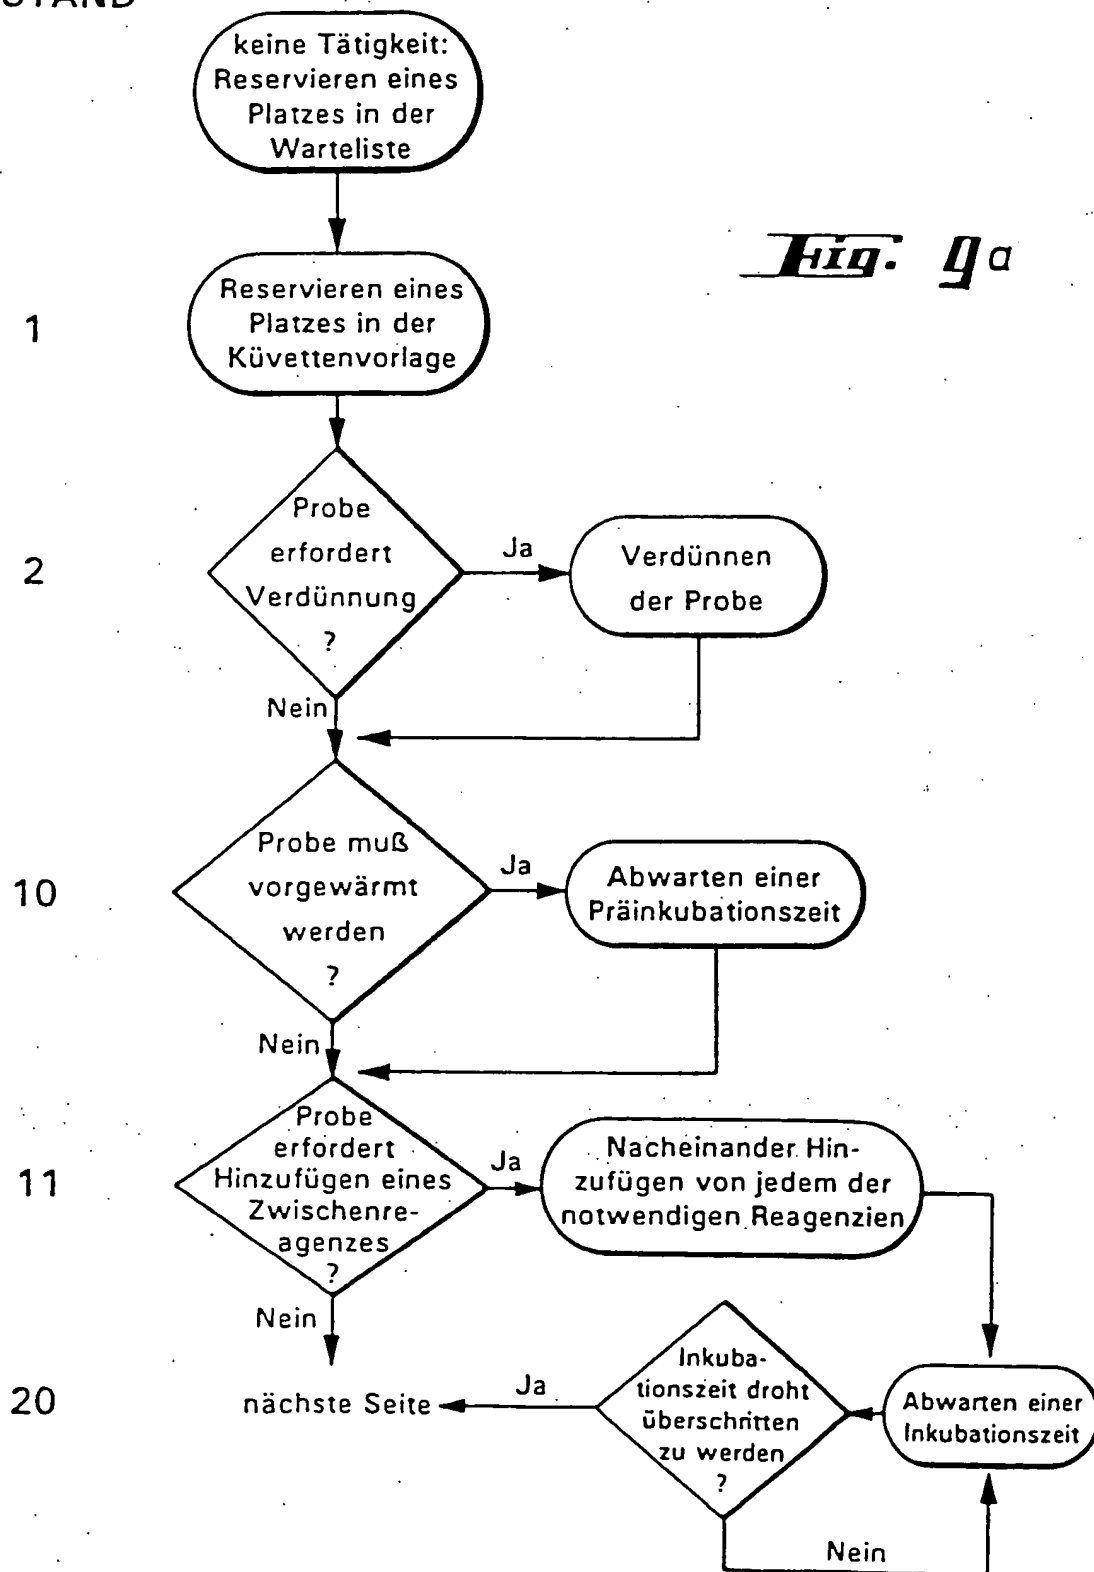 STAND
keine Tätigkeit:
Reservieren eines
Platzes in der
Warteliste
Fig. 9a
1
Reservieren eines
Platzes in der
Küvettenvorlage
2
Probe
erfordert
Verdünnung
?
Ja
Verdünnen
der Probe
Nein
10
Probe muß
vorgewärmt
werden
?
Ja
Abwarten einer
Präinkubationszeit
Nein
11
Probe
erfordert
Hinzufügen eines
Zwischenre-
agenzes
?
Ja
Nacheinander Hin-
zufügen von jedem der
notwendigen Reagenzien
Nein
20
nächste Seite
Ja
Inkuba-
tionszeit droht
überschritten
zu werden
?
Abwarten einer
Inkubationszeit
Nein